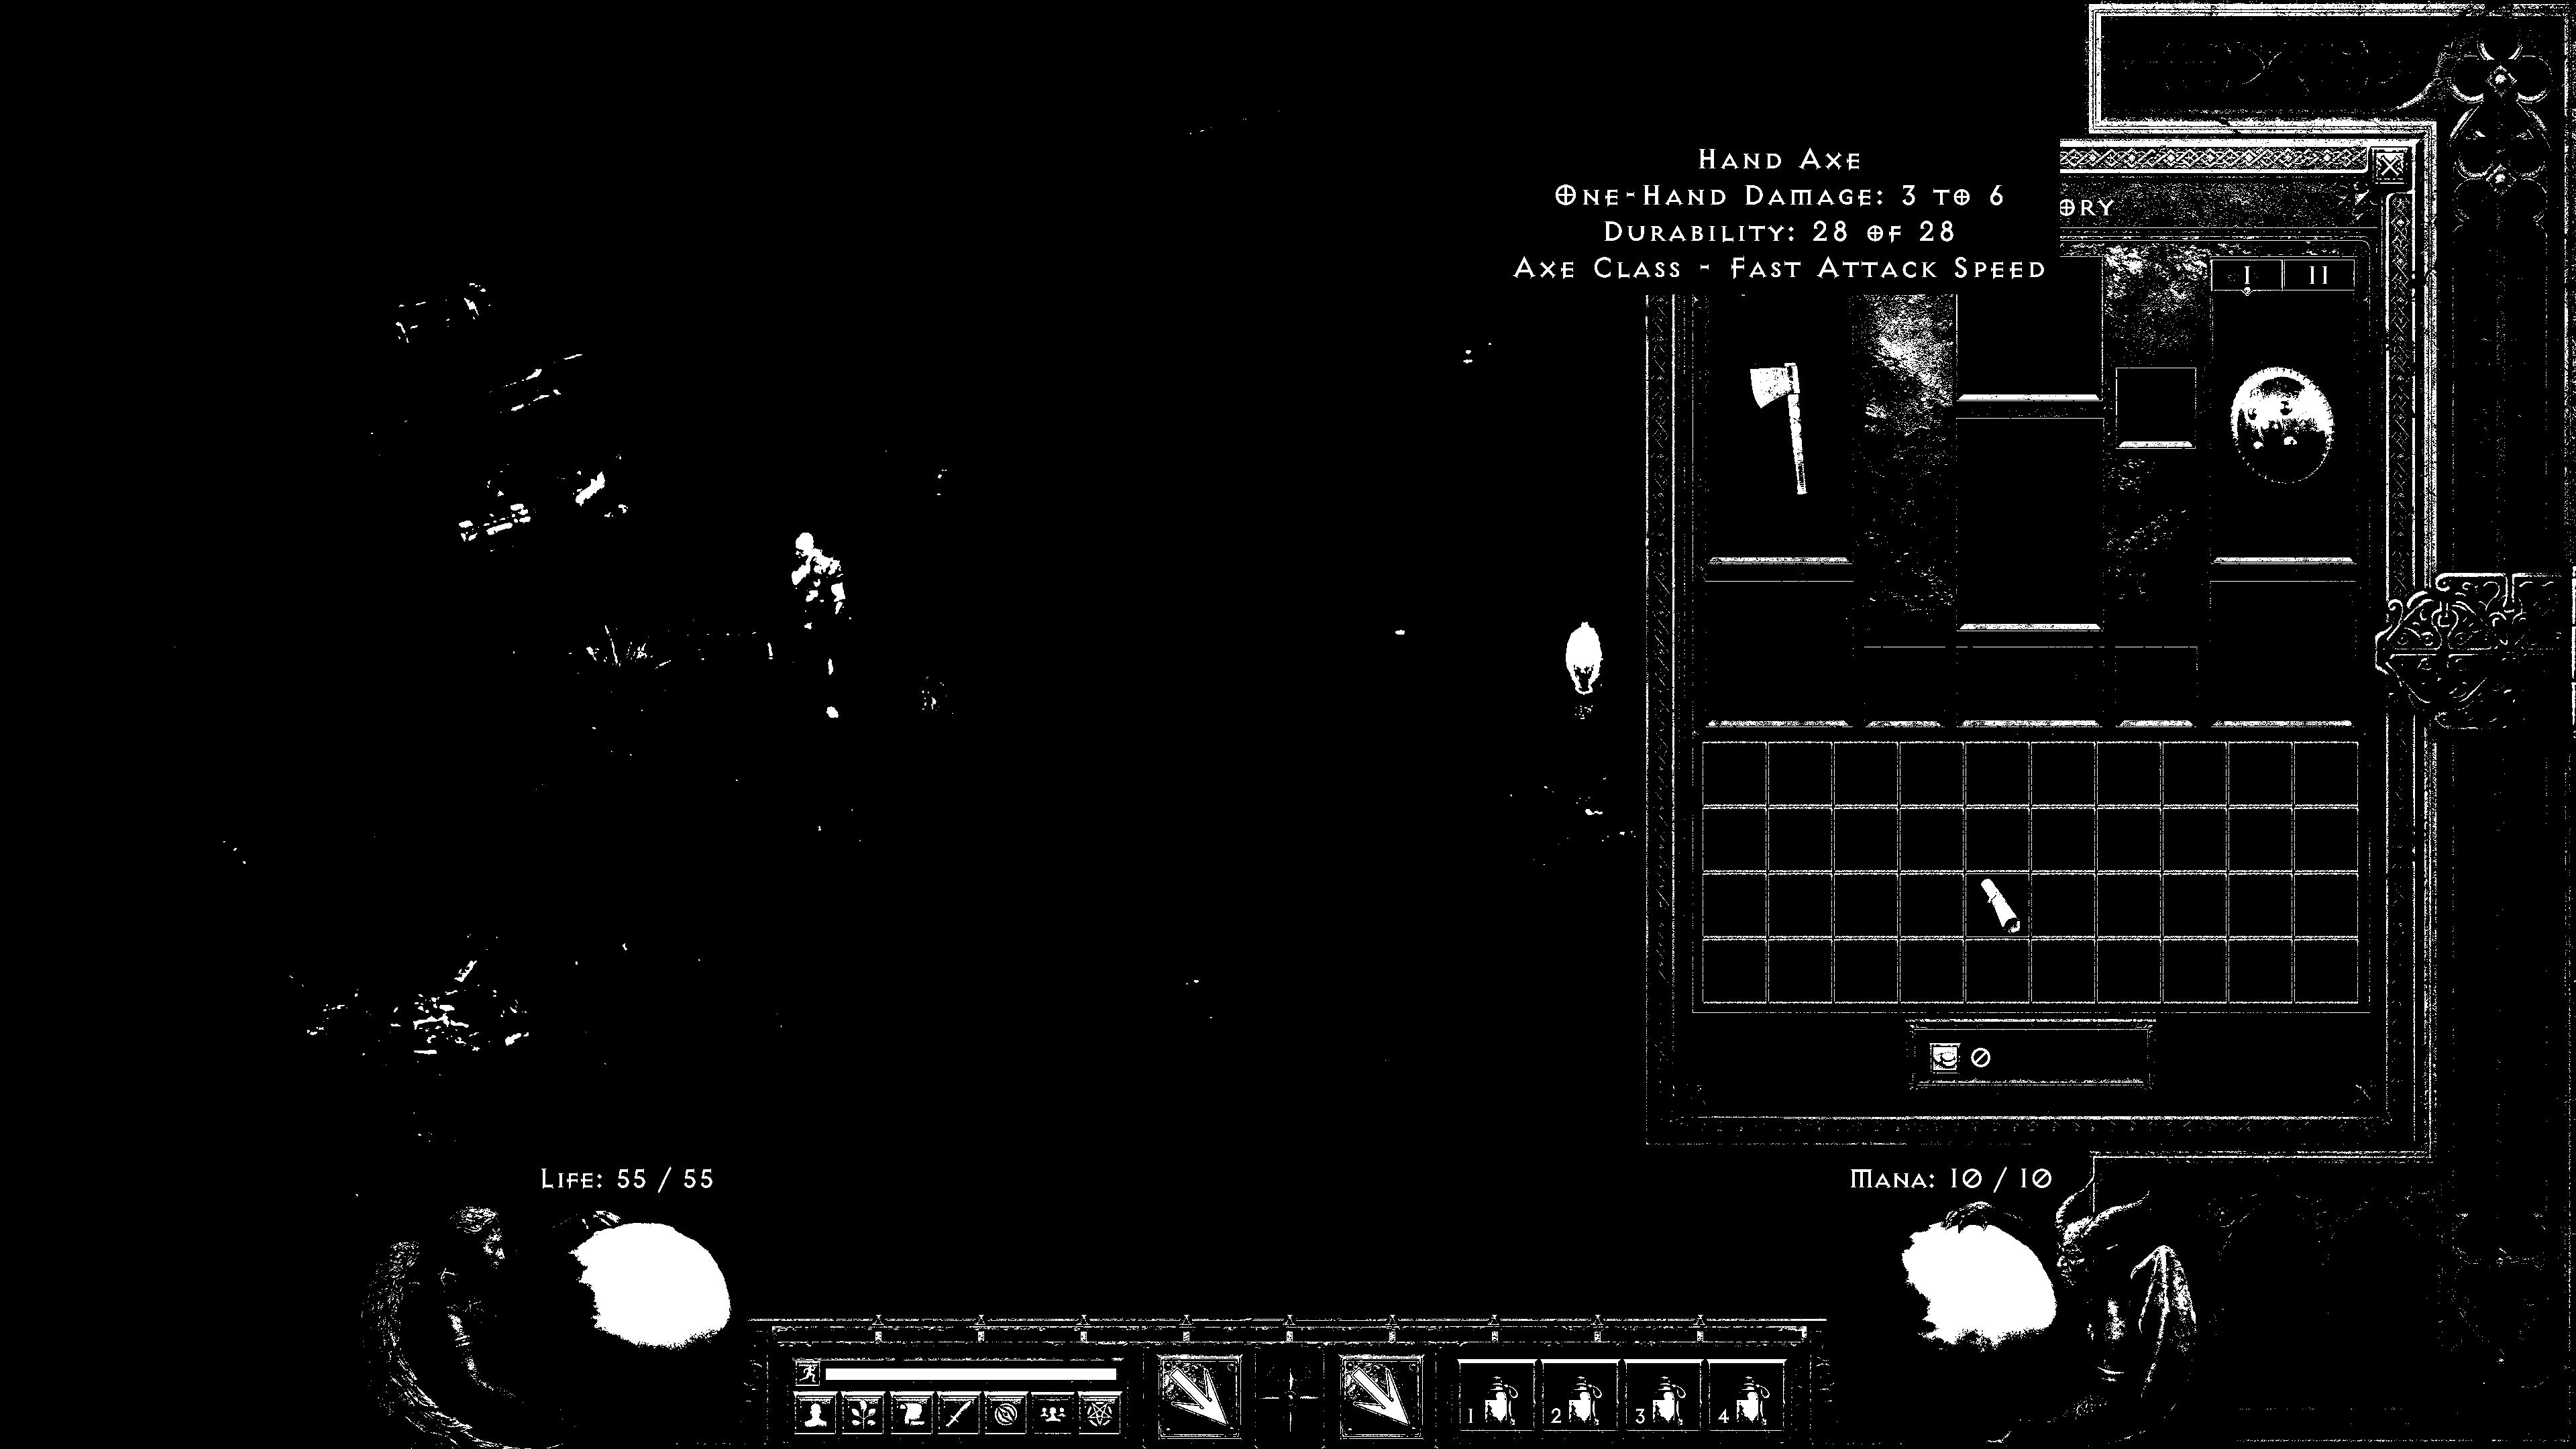 Hand Axe
One-Hand Damage: 3 to 6
Durability: 28 of 28
Axe Class - Fast Attack Speed
I II
Life: 55 / 55
Mana: 10 / 10
0
1 2 3 4